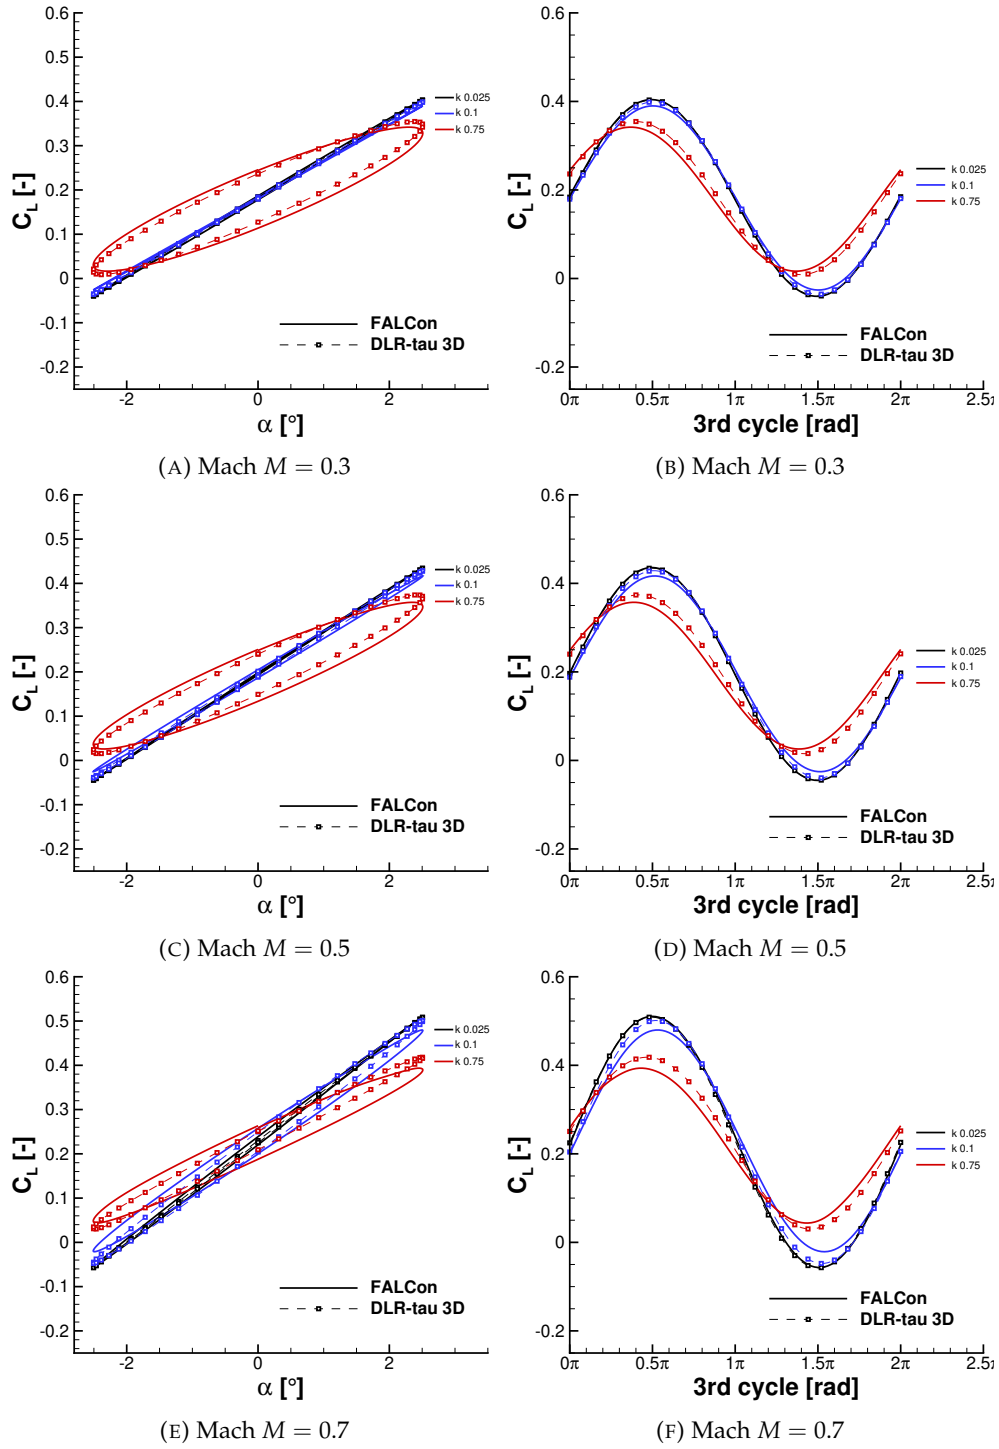 0.6
0.5
0.4
0.3
0.2
0.1
0
-0.1
-0.2
C_L [-]
k 0.025
k 0.1
k 0.75
FALCon
DLR-tau 3D
-2
0
2
α [°]
(A) Mach M = 0.3
0.6
0.4
0.2
0
-0.2
C_L [-]
k 0.025
k 0.1
k 0.75
FALCon
DLR-tau 3D
0π
0.5π
1π
1.5π
2π
2.5π
3rd cycle [rad]
(B) Mach M = 0.3
0.6
0.5
0.4
0.3
0.2
0.1
0
-0.1
-0.2
C_L [-]
k 0.025
k 0.1
k 0.75
FALCon
DLR-tau 3D
-2
0
2
α [°]
(C) Mach M = 0.5
0.6
0.4
0.2
0
-0.2
C_L [-]
k 0.025
k 0.1
k 0.75
FALCon
DLR-tau 3D
0π
0.5π
1π
1.5π
2π
2.5π
3rd cycle [rad]
(D) Mach M = 0.5
0.6
0.5
0.4
0.3
0.2
0.1
0
-0.1
-0.2
C_L [-]
k 0.025
k 0.1
k 0.75
FALCon
DLR-tau 3D
-2
0
2
α [°]
(E) Mach M = 0.7
0.6
0.4
0.2
0
-0.2
C_L [-]
k 0.025
k 0.1
k 0.75
FALCon
DLR-tau 3D
0π
0.5π
1π
1.5π
2π
2.5π
3rd cycle [rad]
(F) Mach M = 0.7